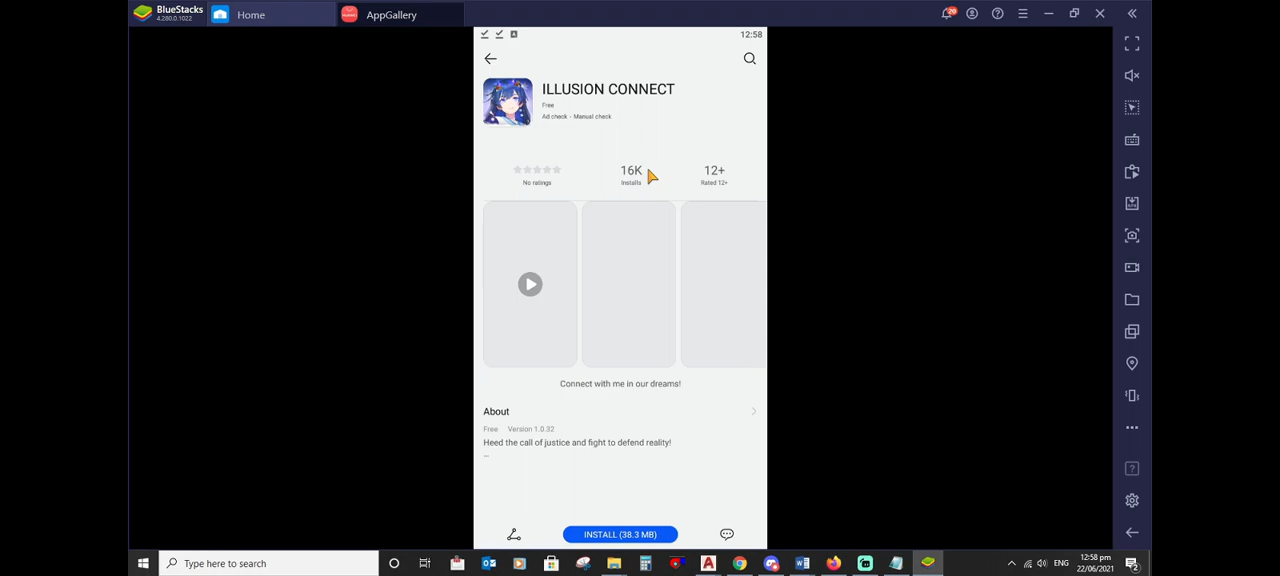 BlueStacks
4.280.0.1022
Home
AppGallery
20
12:58
ILLUSION CONNECT
Free
Ad check · Manual check
No ratings
16K
Installs
12+
Rated 12+
Connect with me in our dreams!
About
Free Version 1.0.32
Heed the call of justice and fight to defend reality!
...
INSTALL (38.3 MB)
Type here to search
ENG
12:58 pm
22/06/2021
2